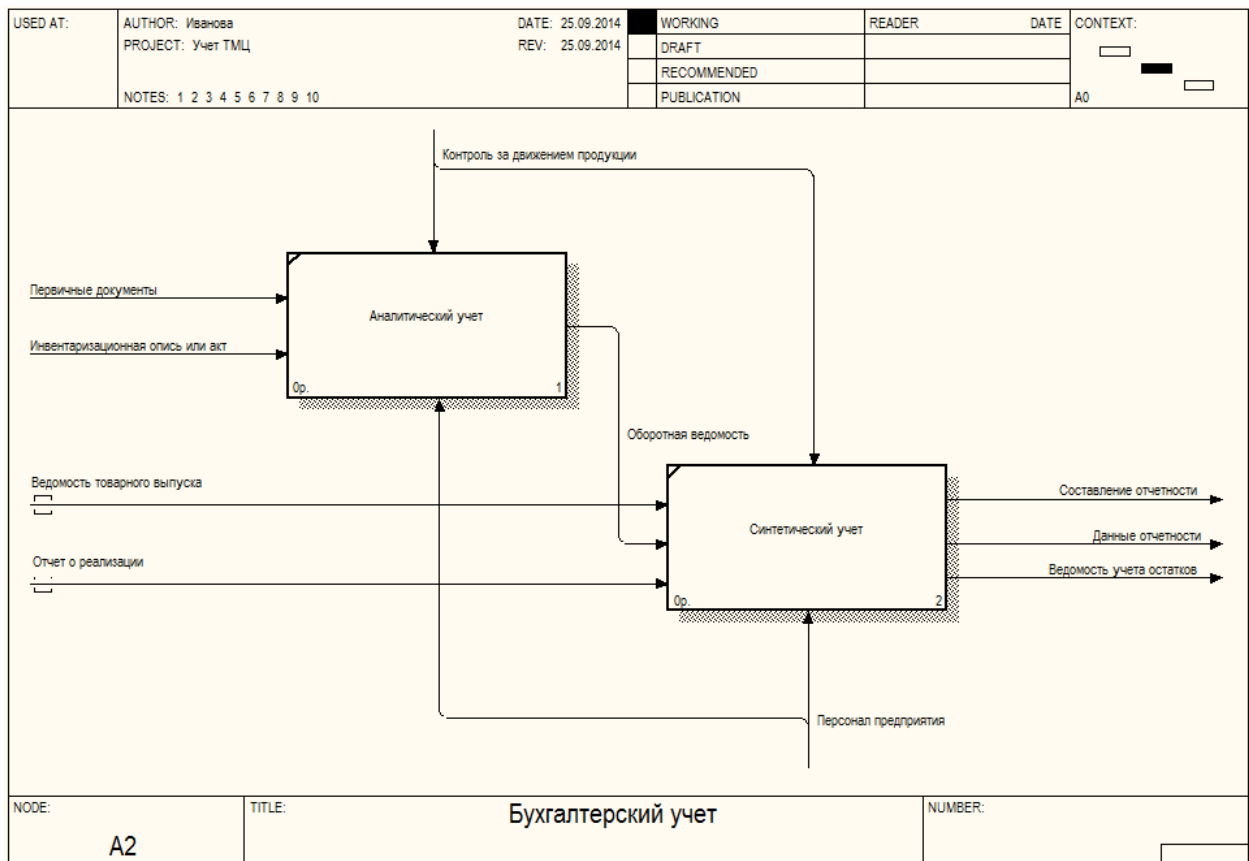 USED AT:
AUTHOR: Иванова
DATE: 25.09.2014
PROJECT: Учет ТМЦ
REV: 25.09.2014
NOTES: 1 2 3 4 5 6 7 8 9 10
WORKING
DRAFT
RECOMMENDED
PUBLICATION
READER
DATE
CONTEXT:
A0
Контроль за движением продукции
Первичные документы
Аналитический учет
Инвентаризационная опись или акт
0р.
1
Оборотная ведомость
Ведомость товарного выпуска
Составление отчетности
Синтетический учет
Данные отчетности
Отчет о реализации
Ведомость учета остатков
0р.
2
Персонал предприятия
NODE:
A2
TITLE:
Бухгалтерский учет
NUMBER: